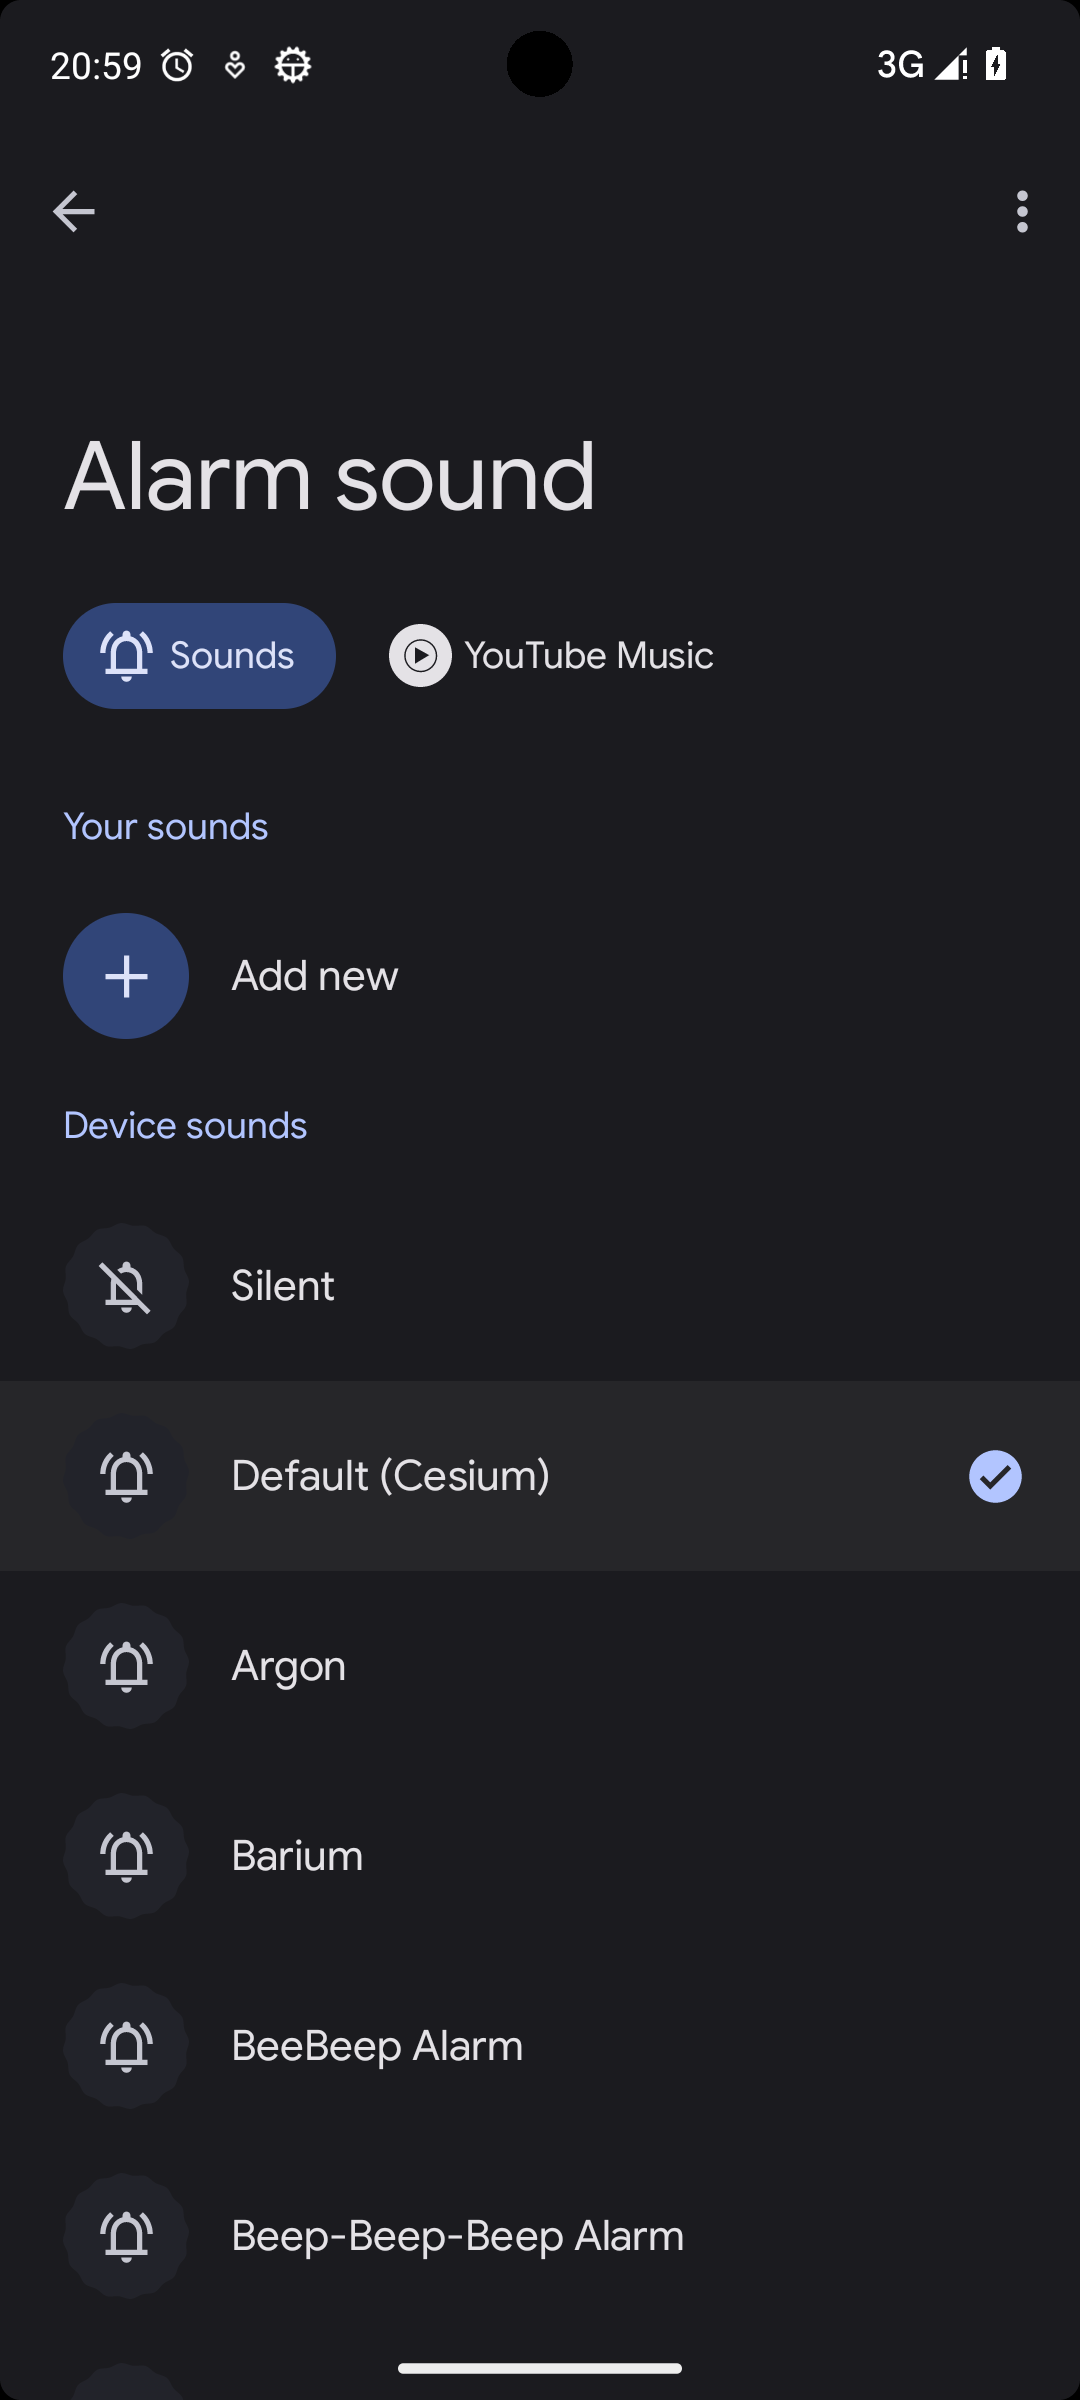 20:59
3G
Alarm sound
Sounds
YouTube Music
Your sounds
Add new
Device sounds
Silent
Default (Cesium)
Argon
Barium
BeeBeep Alarm
Beep-Beep-Beep Alarm